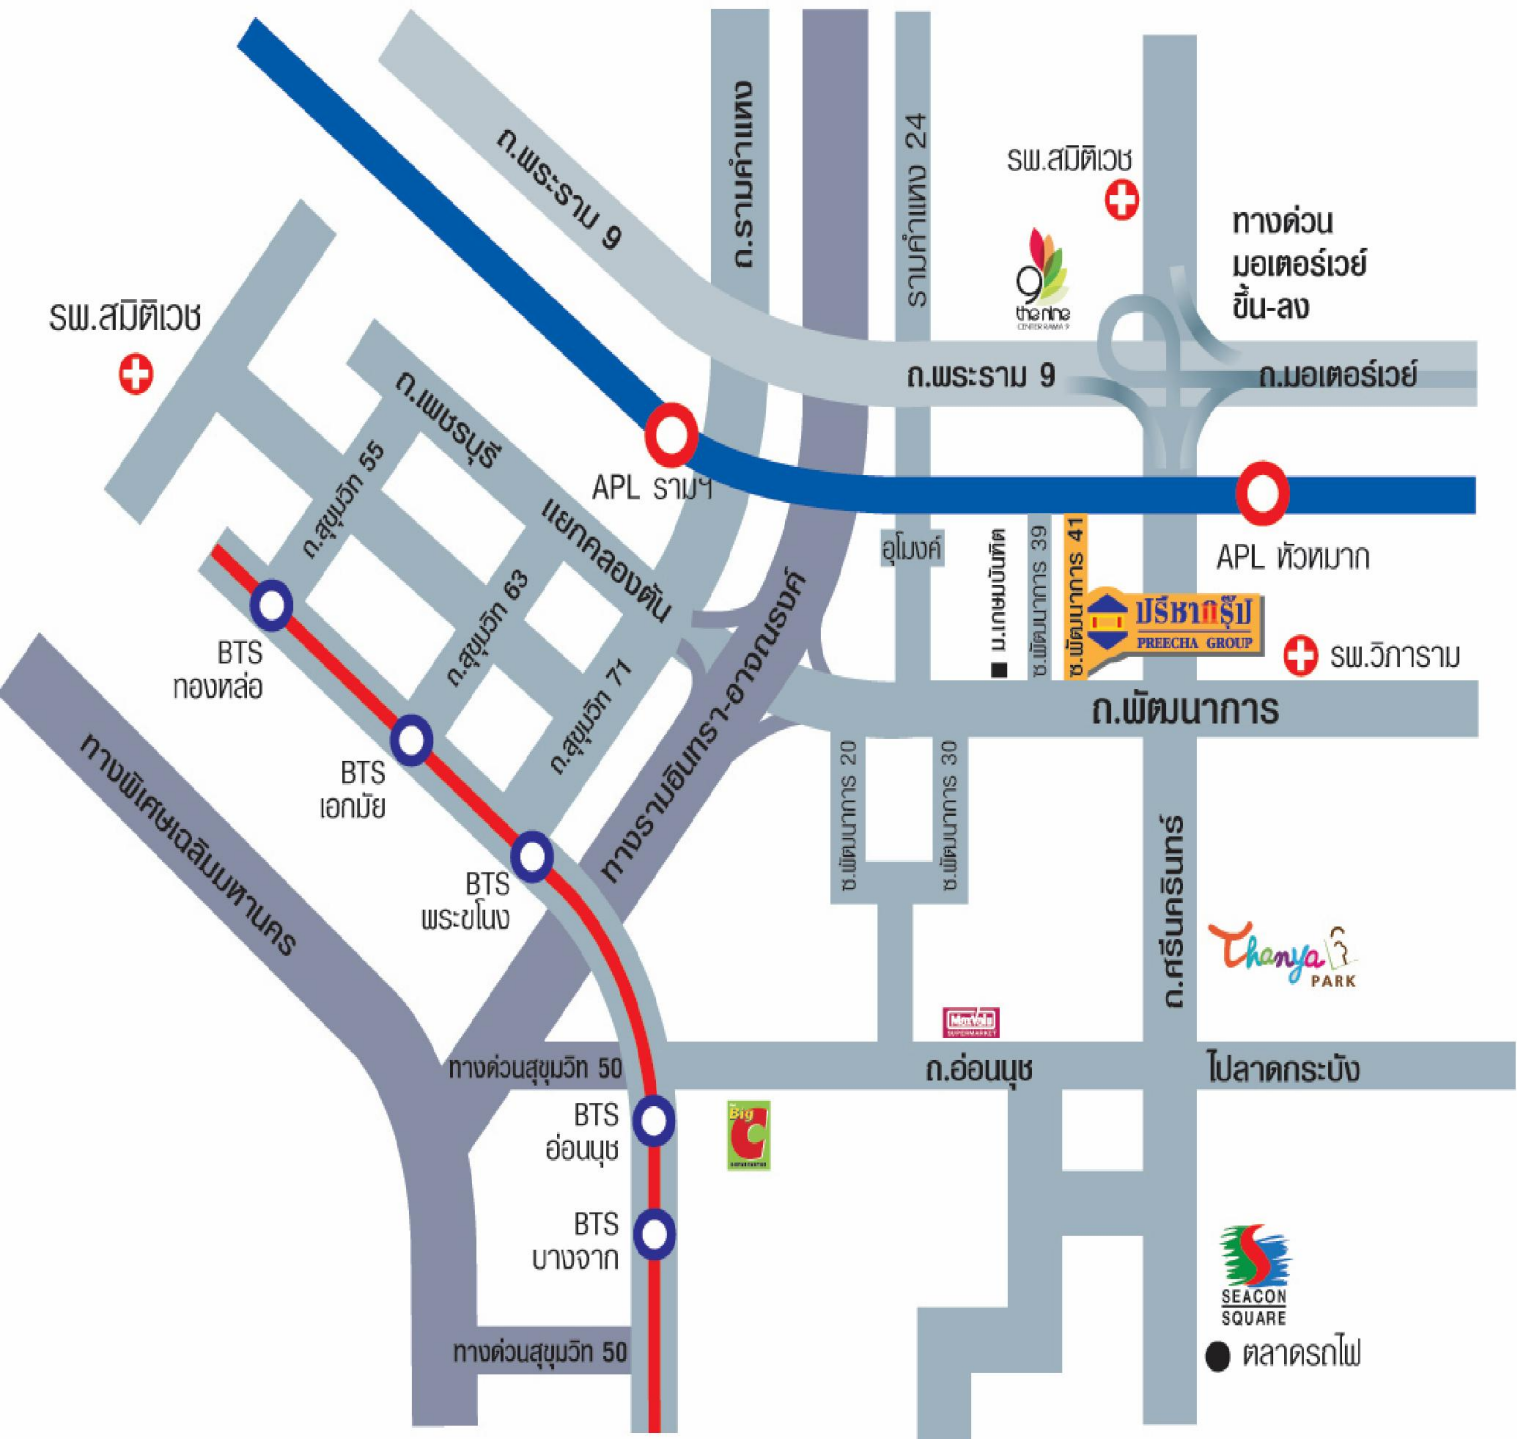 ถ.พระราม 9
ถ.รามคำแหง
รามคำแหง 24
รพ.สมิติเวช
ทางด่วน
มอเตอร์เวย์
ขึ้น-ลง
9
the nine
CENTER RAMA 9
รพ.สมิติเวช
ถ.พระราม 9
ถ.มอเตอร์เวย์
ถ.เพชรบุรี
ถ.สุขุมวิท 55
APL รามฯ
แยกคลองตัน
อุโมงค์
ม.เกษมบัณฑิต
ซ.พัฒนาการ 39
ซ.พัฒนาการ 41
APL หัวหมาก
ปรีชากรุ๊ป
PREECHA GROUP
รพ.วิภาราม
ถ.สุขุมวิท 63
ถ.สุขุมวิท 71
BTS
ทองหล่อ
ทางรามอินทรา-อาจณรงค์
ถ.พัฒนาการ
BTS
เอกมัย
ทางพิเศษเฉลิมมหานคร
ซ.พัฒนาการ 20
ซ.พัฒนาการ 30
ถ.ศรีนครินทร์
BTS
พระขโนง
Thanya
PARK
MaxValu
SUPERMARKET
ทางด่วนสุขุมวิท 50
ถ.อ่อนนุช
ไปลาดกระบัง
BTS
อ่อนนุช
Big
C
BTS
บางจาก
SEACON
SQUARE
ทางด่วนสุขุมวิท 50
ตลาดรถไฟ